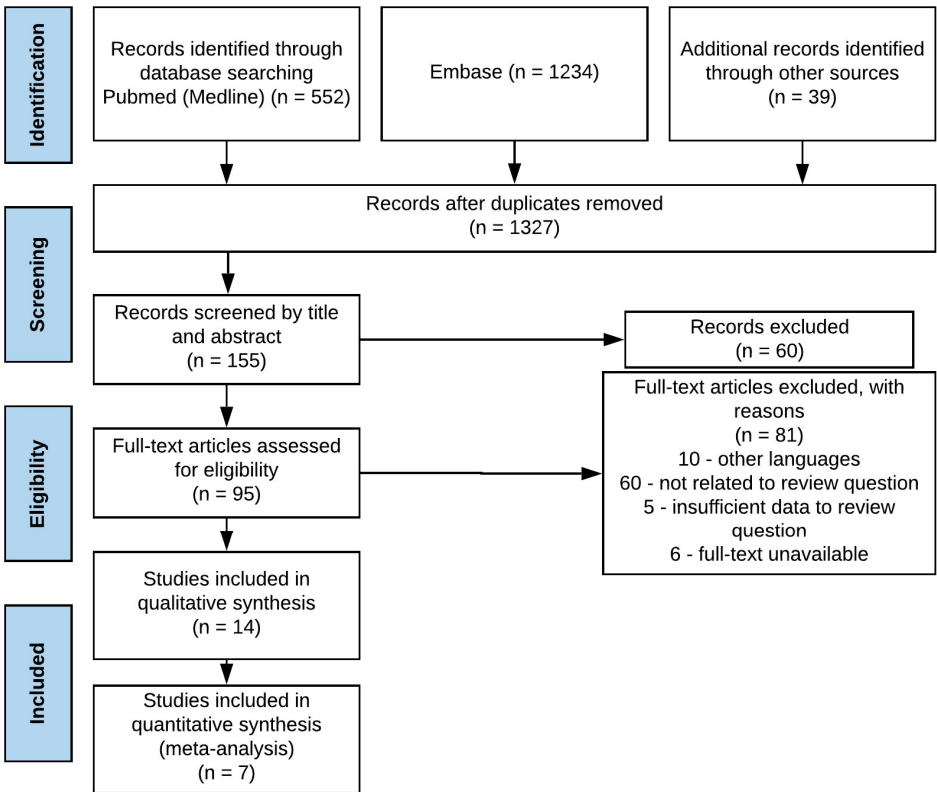 Identification
Records identified through
database searching
Pubmed (Medline) (n = 552)
Embase (n = 1234)
Additional records identified
through other sources
(n = 39)
Screening
Records after duplicates removed
(n = 1327)
Records screened by title
and abstract
(n = 155)
Records excluded
(n = 60)
Eligibility
Full-text articles assessed
for eligibility
(n = 95)
Full-text articles excluded, with
reasons
(n = 81)
10 - other languages
60 - not related to review question
5 - insufficient data to review
question
6 - full-text unavailable
Included
Studies included in
qualitative synthesis
(n = 14)
Studies included in
quantitative synthesis
(meta-analysis)
(n = 7)